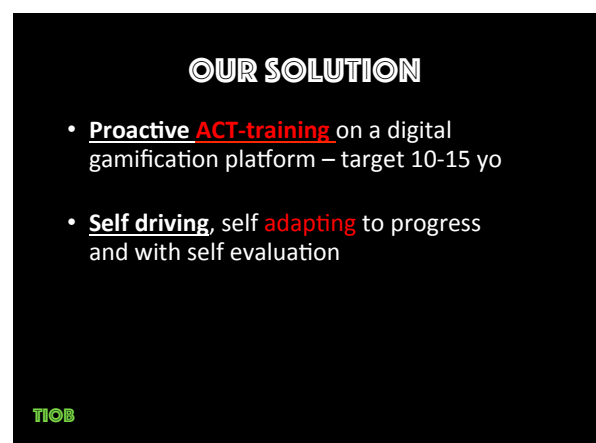 OUR SOLUTION
• Proactive ACT-training on a digital
gamification platform – target 10-15 yo
• Self driving, self adapting to progress
and with self evaluation
TIOB